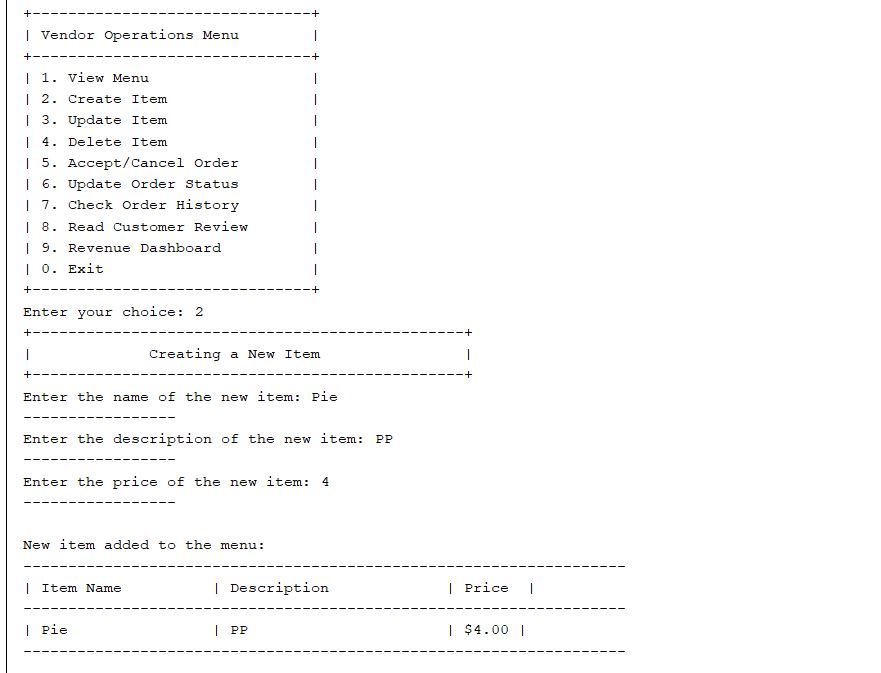 +-------------------------------+
| Vendor Operations Menu        |
+-------------------------------+
| 1. View Menu                  |
| 2. Create Item                |
| 3. Update Item                |
| 4. Delete Item                |
| 5. Accept/Cancel Order        |
| 6. Update Order Status        |
| 7. Check Order History        |
| 8. Read Customer Review       |
| 9. Revenue Dashboard          |
| 0. Exit                       |
+-------------------------------+
Enter your choice: 2
+------------------------------------------------+
|             Creating a New Item                |
+------------------------------------------------+
Enter the name of the new item: Pie
-----------------
Enter the description of the new item: PP
-----------------
Enter the price of the new item: 4
-----------------

New item added to the menu:
-------------------------------------------------------------------
| Item Name          | Description             | Price  |
-------------------------------------------------------------------
| Pie                | PP                      | $4.00 |
-------------------------------------------------------------------